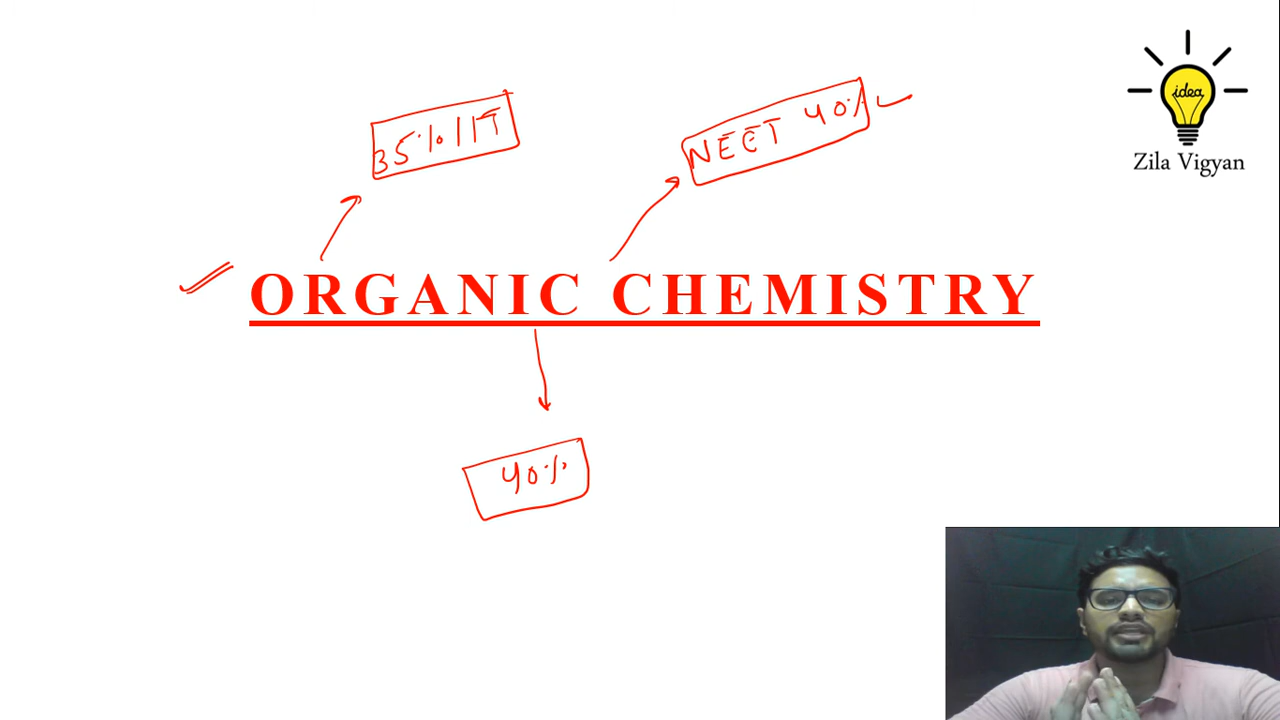 idea
Zila Vigyan
35% IIT
NEET 40%
ORGANIC CHEMISTRY
40%